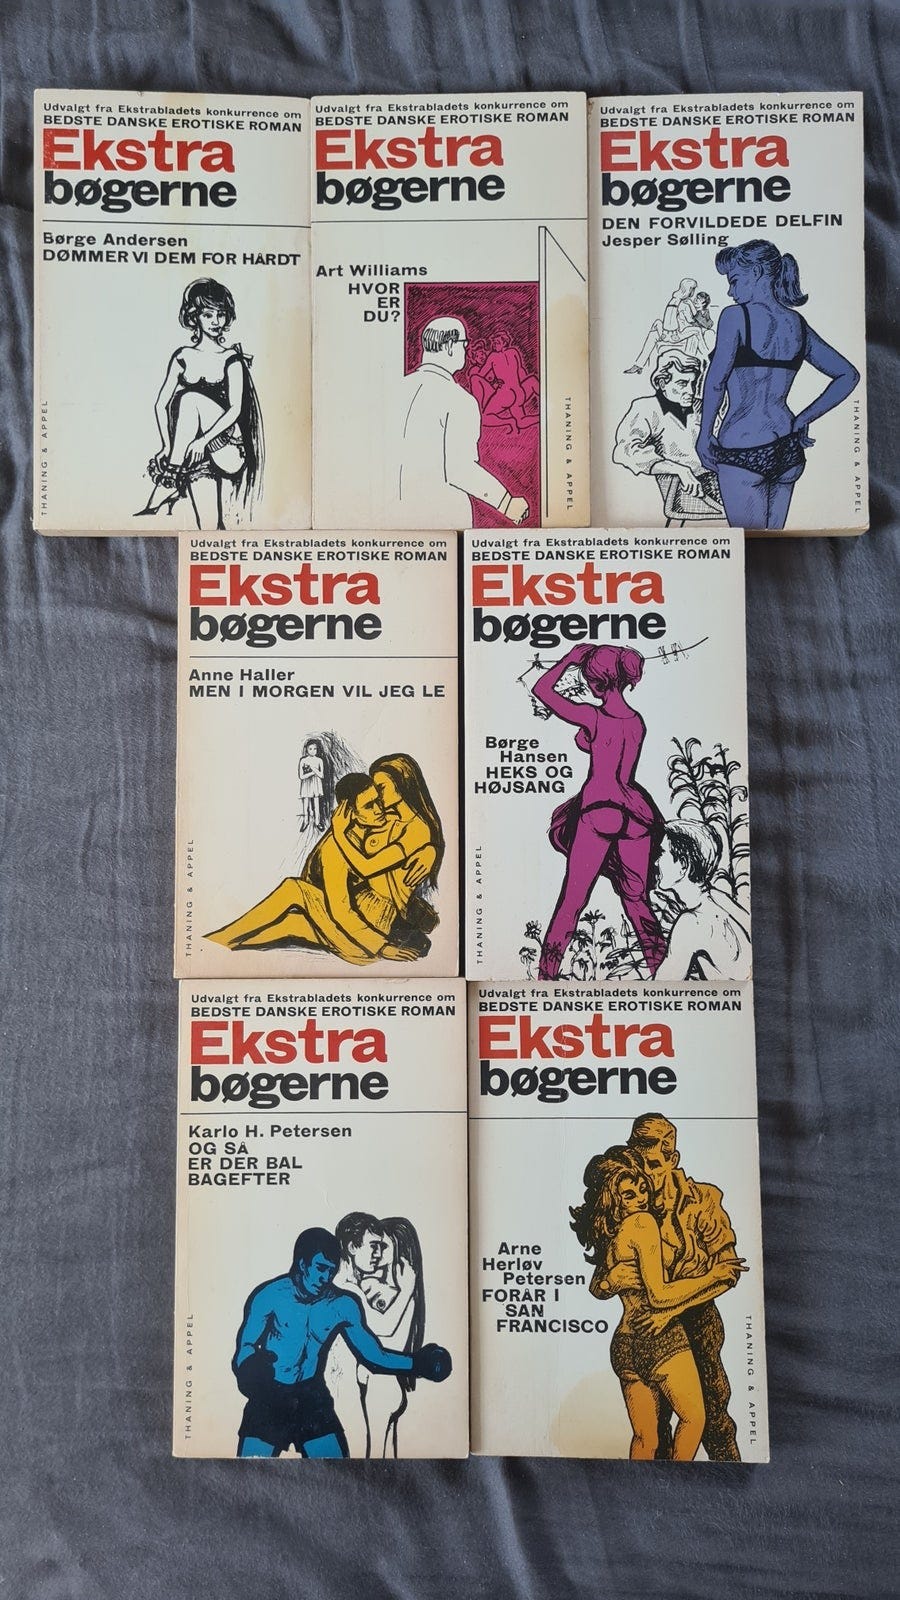 Udvalgt fra Ekstrabladets konkurrence om
BEDSTE DANSKE EROTISKE ROMAN
Ekstra
bøgerne
Børge Andersen
DØMMER VI DEM FOR HÅRDT
THANING & APPEL
Udvalgt fra Ekstrabladets konkurrence om
BEDSTE DANSKE EROTISKE ROMAN
Ekstra
bøgerne
Art Williams
HVOR
ER
DU?
THANING & APPEL
Udvalgt fra Ekstrabladets konkurrence om
BEDSTE DANSKE EROTISKE ROMAN
Ekstra
bøgerne
DEN FORVILDEDE DELFIN
Jesper Sølling
THANING & APPEL
Udvalgt fra Ekstrabladets konkurrence om
BEDSTE DANSKE EROTISKE ROMAN
Ekstra
bøgerne
Anne Haller
MEN I MORGEN VIL JEG LE
THANING & APPEL
Udvalgt fra Ekstrabladets konkurrence om
BEDSTE DANSKE EROTISKE ROMAN
Ekstra
bøgerne
Børge
Hansen
HEKS OG
HØJSANG
THANING & APPEL
Udvalgt fra Ekstrabladets konkurrence om
BEDSTE DANSKE EROTISKE ROMAN
Ekstra
bøgerne
Karlo H. Petersen
OG SÅ
ER DER BAL
BAGEFTER
THANING & APPEL
Udvalgt fra Ekstrabladets konkurrence om
BEDSTE DANSKE EROTISKE ROMAN
Ekstra
bøgerne
Arne
Herløv
Petersen
FORÅR I
SAN
FRANCISCO
THANING & APPEL